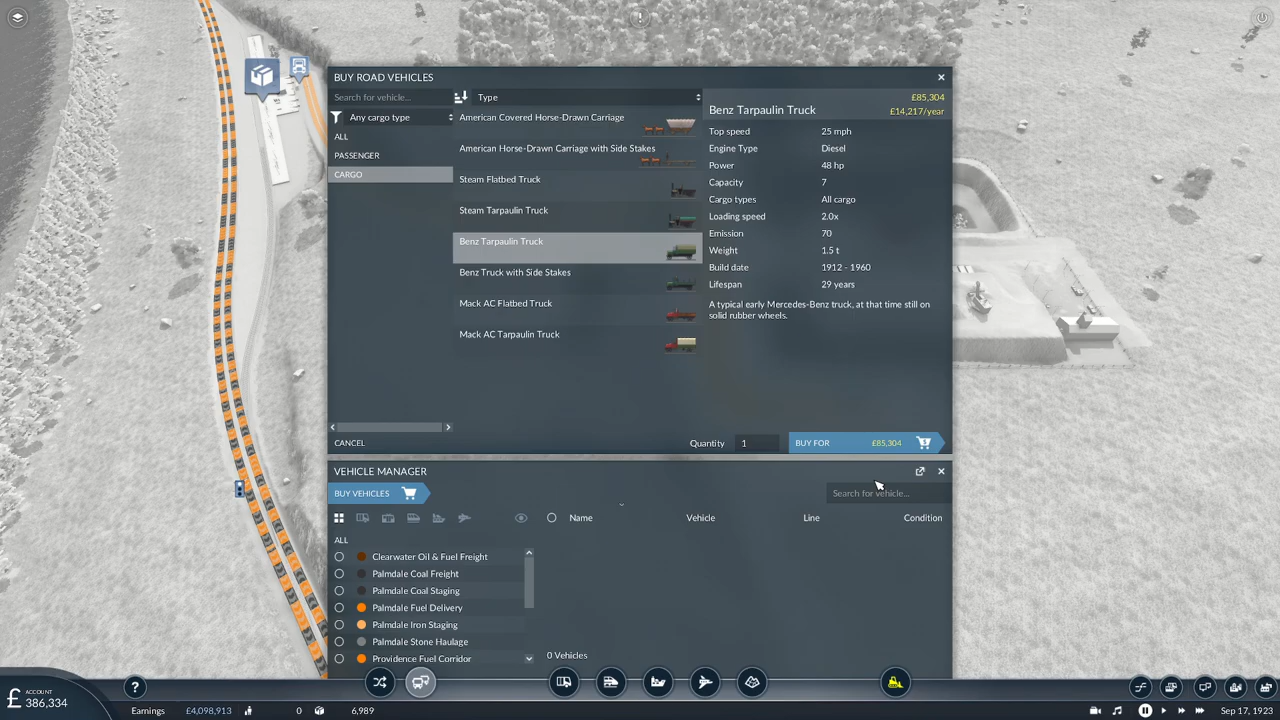 BUY ROAD VEHICLES
Search for vehicle...
Type
Any cargo type
ALL
PASSENGER
CARGO
American Covered Horse-Drawn Carriage
American Horse-Drawn Carriage with Side Stakes
Steam Flatbed Truck
Steam Tarpaulin Truck
Benz Tarpaulin Truck
Benz Truck with Side Stakes
Mack AC Flatbed Truck
Mack AC Tarpaulin Truck
£85,304
Benz Tarpaulin Truck
£14,217/year
Top speed 25 mph
Engine Type Diesel
Power 48 hp
Capacity 7
Cargo types All cargo
Loading speed 2.0x
Emission 70
Weight 1.5 t
Build date 1912 - 1960
Lifespan 29 years
A typical early Mercedes-Benz truck, at that time still on
solid rubber wheels.
CANCEL
Quantity 1
BUY FOR £85,304
VEHICLE MANAGER
BUY VEHICLES
Search for vehicle...
Name Vehicle Line Condition
ALL
Clearwater Oil & Fuel Freight
Palmdale Coal Freight
Palmdale Coal Staging
Palmdale Fuel Delivery
Palmdale Iron Staging
Palmdale Stone Haulage
Providence Fuel Corridor
0 Vehicles
ACCOUNT
£ 386,334
?
Earnings £4,098,913 0 6,989
Sep 17, 1923